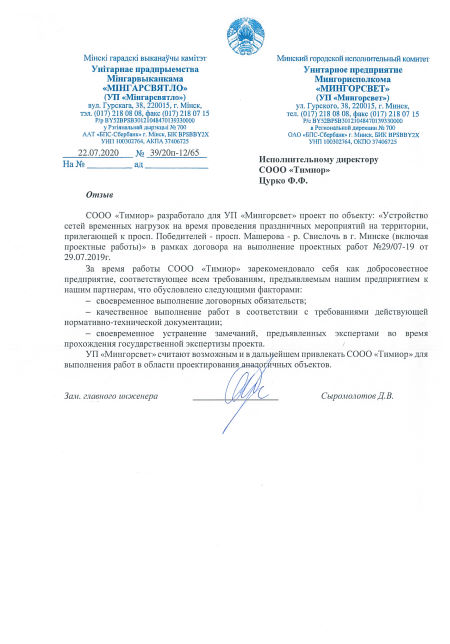 Мінскі гарадскі выканаўчы камітэт
Унітарнае прадпрыемства
Мінгарвыканкама
«МІНГАРСВЯТЛО»
(УП «Мінгарсвятло»)
вул. Гурскага, 38, 220015, г. Мінск,
тэл. (017) 218 08 08, факс (017) 218 07 15
Р/р BY52BPSB30121048470139330000
у Рэгіянальнай дырэкцыі № 700
ААТ «БПС-Сбербанк» г. Мінск, БИК BPSBBY2X
УНП 100302764, АКПА 37406725
22.07.2020 № 39/20п-12/65
На № ад
Минский городской исполнительный комитет
Унитарное предприятие
Мингорисполкома
«МИНГОРСВЕТ»
(УП «Мингорсвет»)
ул. Гурского, 38, 220015, г. Минск,
тел. (017) 218 08 08, факс (017) 218 07 15
Р/с BY52BPSB30121048470139330000
в Региональной дирекции № 700
ОАО «БПС-Сбербанк» г. Минск, БИК BPSBBY2X
УНП 100302764, ОКПО 37406725
Исполнительному директору
СООО «Тимиор»
Цурко Ф.Ф.
Отзыв
СООО «Тимиор» разработало для УП «Мингорсвет» проект по объекту: «Устройство
сетей временных нагрузок на время проведения праздничных мероприятий на территории,
прилегающей к просп. Победителей - просп. Машерова - р. Свислочь в г. Минске (включая
проектные работы)» в рамках договора на выполнение проектных работ №29/07-19 от
29.07.2019г.
За время работы СООО «Тимиор» зарекомендовало себя как добросовестное
предприятие, соответствующее всем требованиям, предъявляемым нашим предприятием к
нашим партнерам, что обусловлено следующими факторами:
– своевременное выполнение договорных обязательств;
– качественное выполнение работ в соответствии с требованиями действующей
нормативно-технической документации;
– своевременное устранение замечаний, предъявленных экспертами во время
прохождения государственной экспертизы проекта.
УП «Мингорсвет» считают возможным и в дальнейшем привлекать СООО «Тимиор» для
выполнения работ в области проектирования аналогичных объектов.
Зам. главного инженера Сыромолотов Д.В.